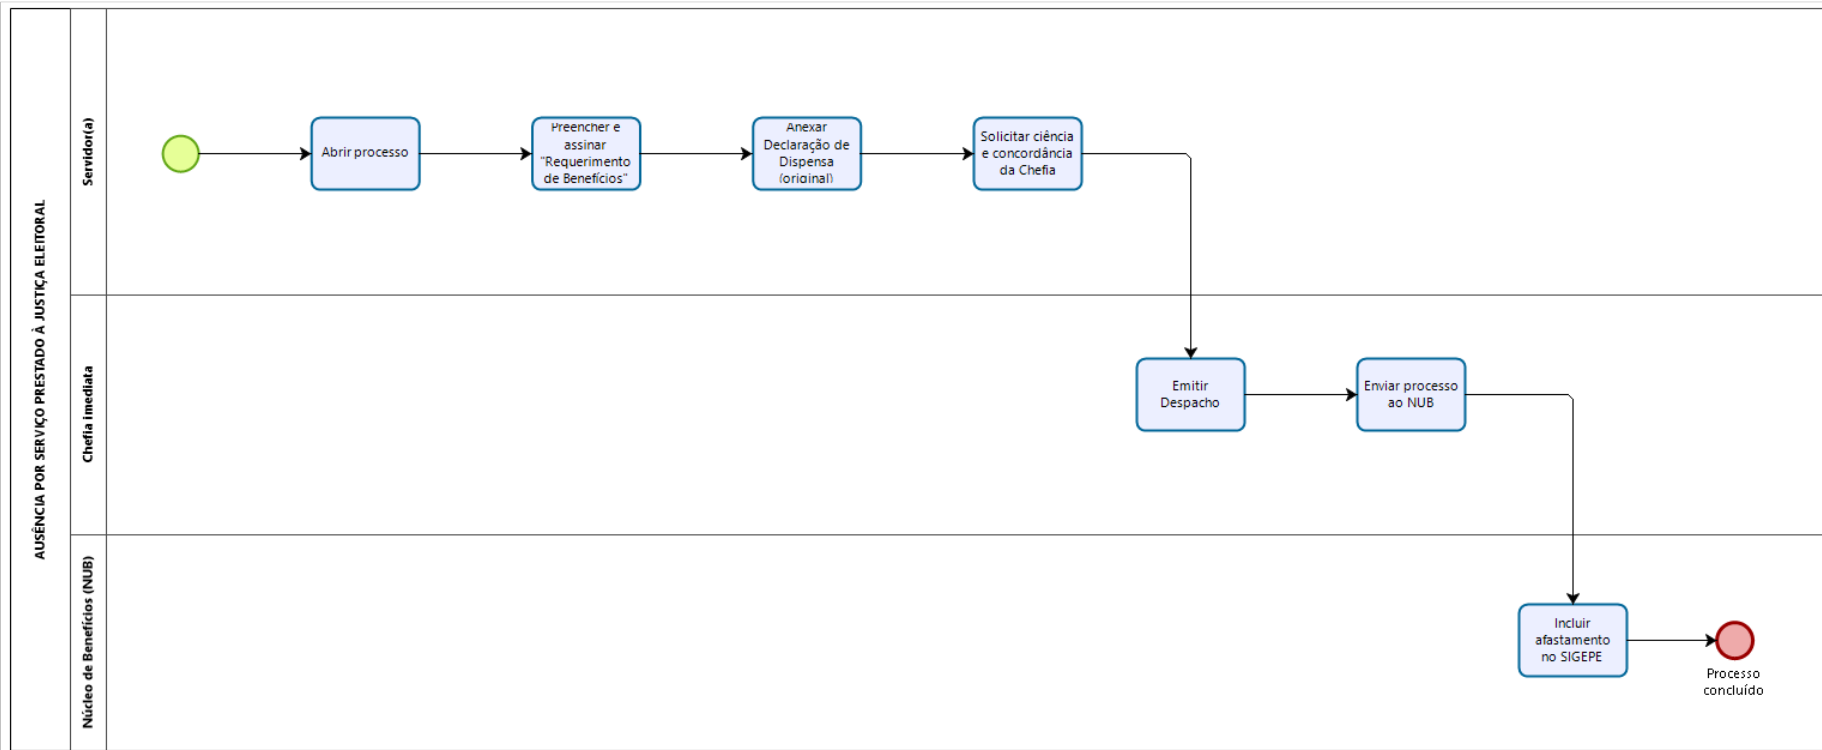 AUSÊNCIA POR SERVIÇO PRESTADO À JUSTIÇA ELEITORAL
Servidor(a)
Abrir processo
Preencher e
assinar
"Requerimento
de Benefícios"
Anexar
Declaração de
Dispensa
(original)
Solicitar ciência
e concordância
da Chefia
Chefia imediata
Emitir
Despacho
Enviar processo
ao NUB
Núcleo de Benefícios (NUB)
Incluir
afastamento
no SIGEPE
Processo
concluído